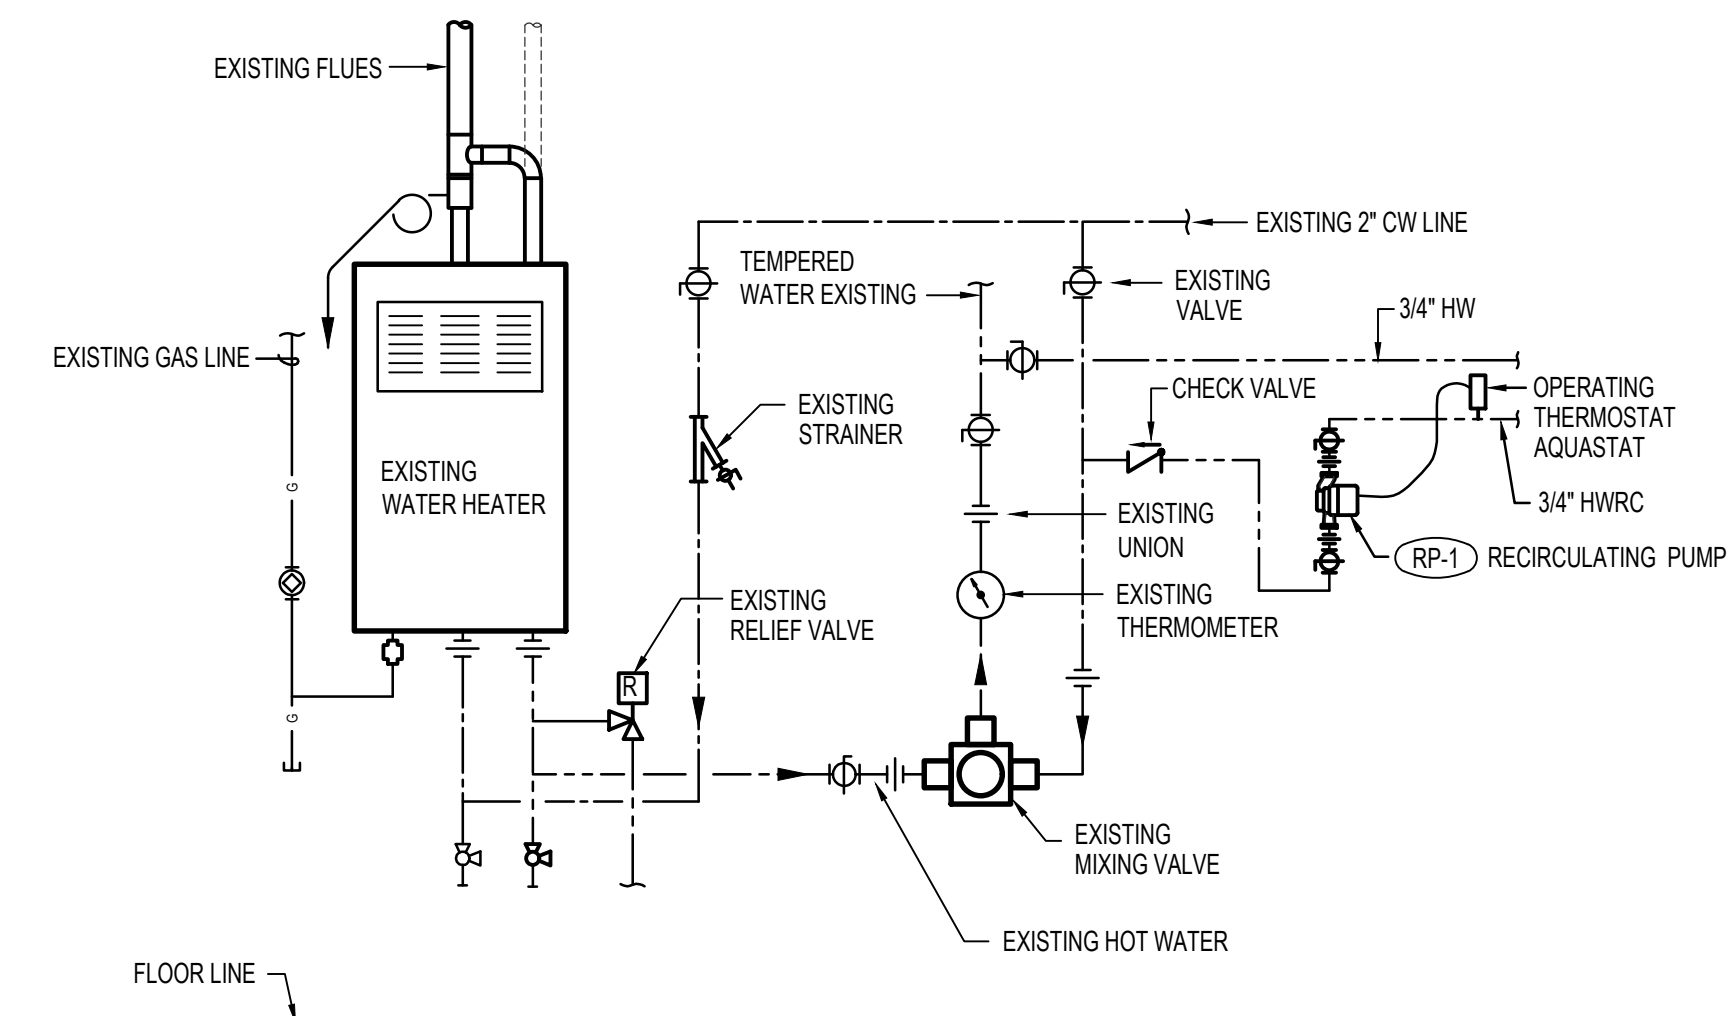 EXISTING FLUES
EXISTING 2" CW LINE
TEMPERED
WATER EXISTING
EXISTING
VALVE
3/4" HW
EXISTING GAS LINE
CHECK VALVE
OPERATING
THERMOSTAT
AQUASTAT
EXISTING
STRAINER
EXISTING
WATER HEATER
G
3/4" HWRC
EXISTING
UNION
RP-1 RECIRCULATING PUMP
EXISTING
RELIEF VALVE
EXISTING
THERMOMETER
R
G
EXISTING
MIXING VALVE
EXISTING HOT WATER
FLOOR LINE